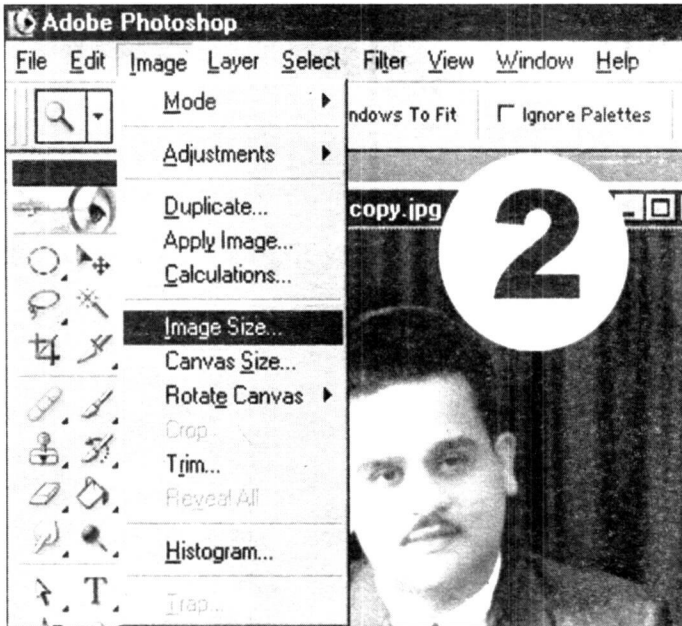 Adobe Photoshop
File Edit Image Layer Select Filter View Window Help
Mode
ndows To Fit
Ignore Palettes
Adjustments
Duplicate...
copy.jpg
2
Apply Image...
Calculations...
Image Size...
Canvas Size...
Rotate Canvas
Crop
Trim...
Reveal All
Histogram...
T
Trap...